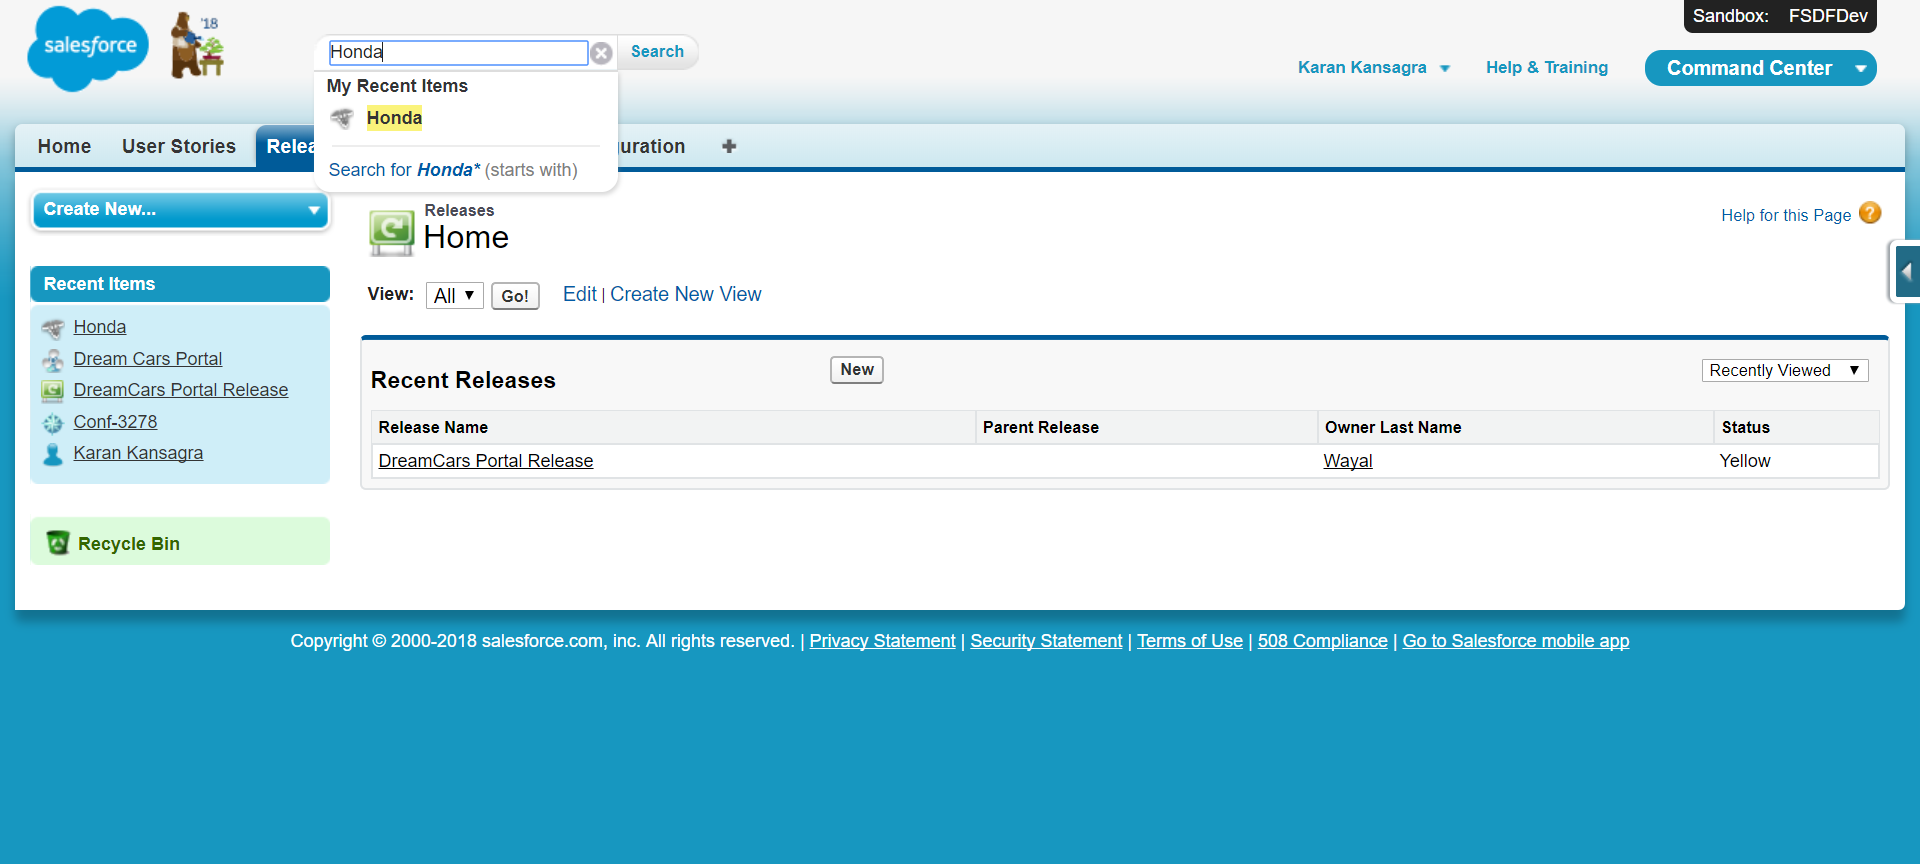 Sandbox: FSDFDev
salesforce
'18
Honda
Search
Karan Kansagra
Help & Training
Command Center
My Recent Items
Honda
Search for Honda* (starts with)
Home
User Stories
Relea
uration
Create New...
Releases
Home
Help for this Page
?
Recent Items
View:
All
Go!
Edit | Create New View
Honda
Dream Cars Portal
DreamCars Portal Release
Conf-3278
Karan Kansagra
Recent Releases
New
Recently Viewed
Release Name
Parent Release
Owner Last Name
Status
DreamCars Portal Release
Wayal
Yellow
Recycle Bin
Copyright © 2000-2018 salesforce.com, inc. All rights reserved. | Privacy Statement | Security Statement | Terms of Use | 508 Compliance | Go to Salesforce mobile app